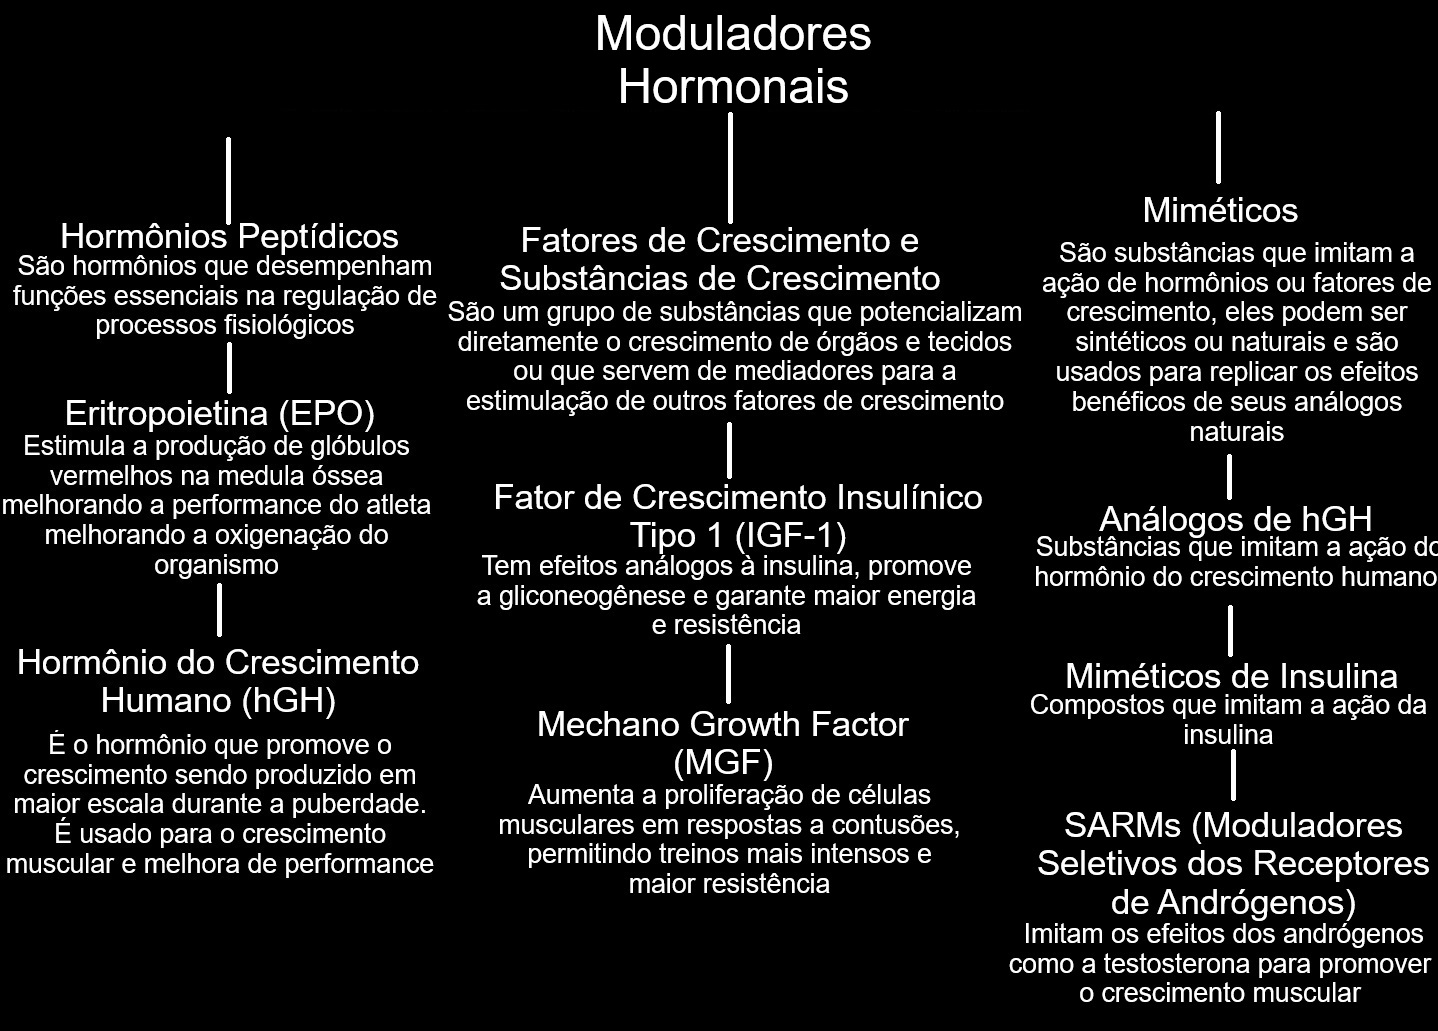 Moduladores
Hormonais
Hormônios Peptídicos
São hormônios que desempenham
funções essenciais na regulação de
processos fisiológicos
Eritropoietina (EPO)
Estimula a produção de glóbulos
vermelhos na medula óssea
melhorando a performance do atleta
melhorando a oxigenação do
organismo
Hormônio do Crescimento
Humano (hGH)
É o hormônio que promove o
crescimento sendo produzido em
maior escala durante a puberdade.
É usado para o crescimento
muscular e melhora de performance
Fatores de Crescimento e
Substâncias de Crescimento
São um grupo de substâncias que potencializam
diretamente o crescimento de órgãos e tecidos
ou que servem de mediadores para a
estimulação de outros fatores de crescimento
Fator de Crescimento Insulínico
Tipo 1 (IGF-1)
Tem efeitos análogos à insulina, promove
a gliconeogênese e garante maior energia
e resistência
Mechano Growth Factor
(MGF)
Aumenta a proliferação de células
musculares em respostas a contusões,
permitindo treinos mais intensos e
maior resistência
Miméticos
São substâncias que imitam a
ação de hormônios ou fatores de
crescimento, eles podem ser
sintéticos ou naturais e são
usados para replicar os efeitos
benéficos de seus análogos
naturais
Análogos de hGH
Substâncias que imitam a ação do
hormônio do crescimento humano
Miméticos de Insulina
Compostos que imitam a ação da
insulina
SARMs (Moduladores
Seletivos dos Receptores
de Andrógenos)
Imitam os efeitos dos andrógenos
como a testosterona para promover
o crescimento muscular